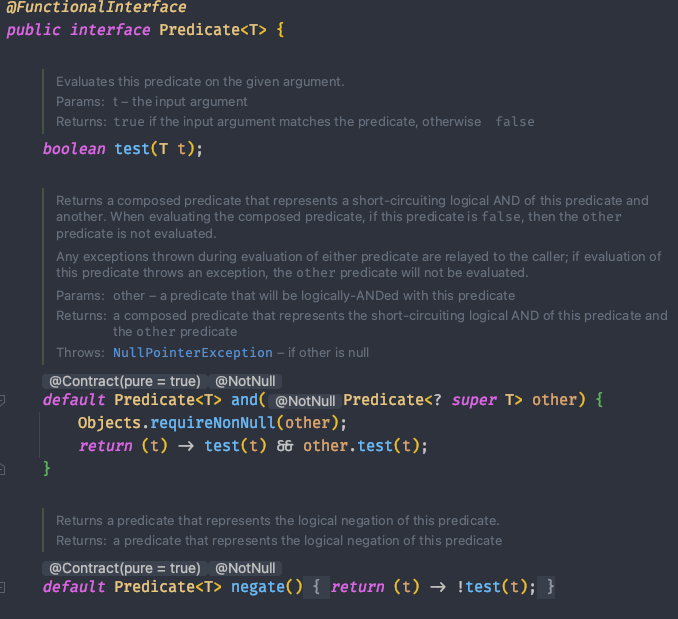 @FunctionalInterface
public interface Predicate<T> {
Evaluates this predicate on the given argument.
Params: t – the input argument
Returns: true if the input argument matches the predicate, otherwise false
boolean test(T t);
Returns a composed predicate that represents a short-circuiting logical AND of this predicate and
another. When evaluating the composed predicate, if this predicate is false, then the other
predicate is not evaluated.
Any exceptions thrown during evaluation of either predicate are relayed to the caller; if evaluation
of this predicate throws an exception, the other predicate will not be evaluated.
Params: other – a predicate that will be logically-ANDed with this predicate
Returns: a composed predicate that represents the short-circuiting logical AND of this predicate and
the other predicate
Throws: NullPointerException – if other is null
@Contract(pure = true) @NotNull
default Predicate<T> and( @NotNull Predicate<? super T> other) {
Objects.requireNonNull(other);
return (t) -> test(t) && other.test(t);
}
Returns a predicate that represents the logical negation of this predicate.
Returns: a predicate that represents the logical negation of this predicate
@Contract(pure = true) @NotNull
default Predicate<T> negate() { return (t) -> !test(t); }